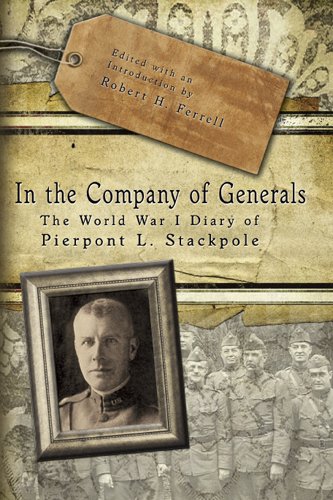 Edited with an
Introduction by
Robert H. Ferrell
In the Company of Generals
The World War I Diary of
Pierpont L. Stackpole